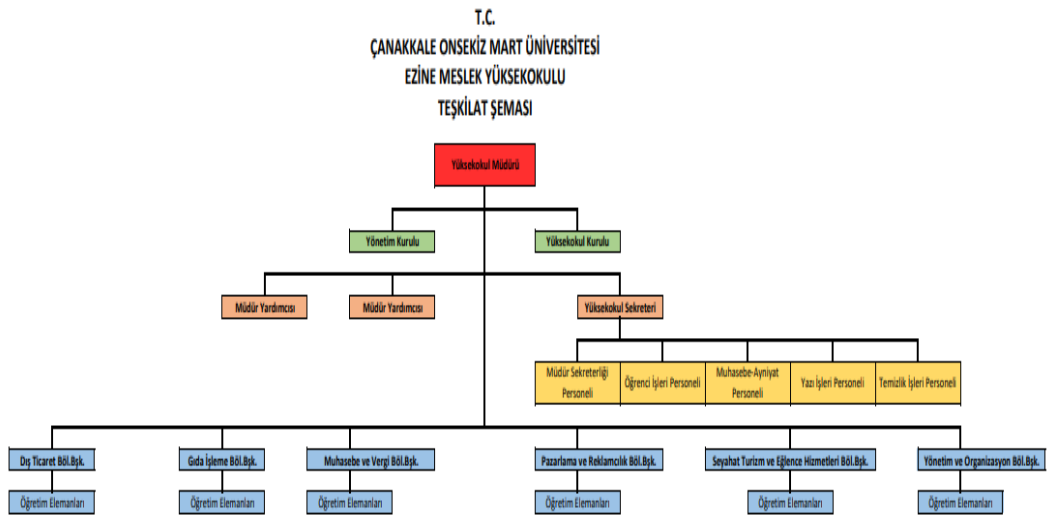 T.C.
ÇANAKKALE ONSEKİZ MART ÜNİVERSİTESİ
EZİNE MESLEK YÜKSEKOKULU
TEŞKİLAT ŞEMASI
Yüksekokul Müdürü
Yönetim Kurulu
Yüksekokul Kurulu
Müdür Yardımcısı
Müdür Yardımcısı
Yüksekokul Sekreteri
Müdür Sekreterliği
Personeli
Öğrenci İşleri Personeli
Muhasebe-Ayniyat
Personeli
Yazı İşleri Personeli
Temizlik İşleri Personeli
Dış Ticaret Böl.Bşk.
Gıda İşleme Böl.Bşk.
Muhasebe ve Vergi Böl.Bşk.
Pazarlama ve Reklamcılık Böl.Bşk.
Seyahat Turizm ve Eğlence Hizmetleri Böl.Bşk.
Yönetim ve Organizasyon Böl.Bşk.
Öğretim Elemanları
Öğretim Elemanları
Öğretim Elemanları
Öğretim Elemanları
Öğretim Elemanları
Öğretim Elemanları